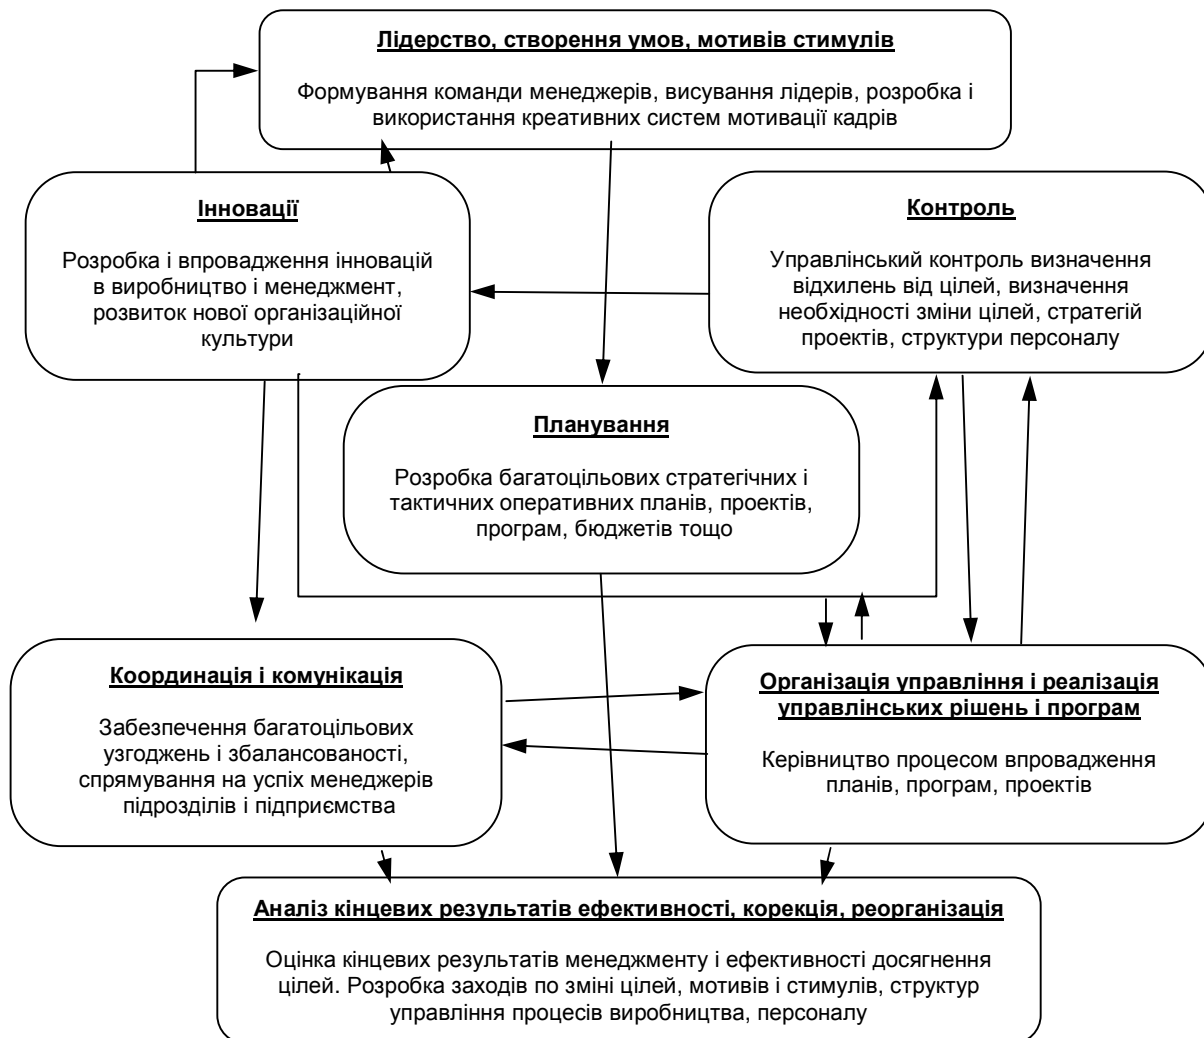 Лідерство, створення умов, мотивів стимулів
Формування команди менеджерів, висування лідерів, розробка і
використання креативних систем мотивації кадрів
Інновації
Розробка і впровадження інновацій
в виробництво і менеджмент,
розвиток нової організаційної
культури
Контроль
Управлінський контроль визначення
відхилень від цілей, визначення
необхідності зміни цілей, стратегій
проектів, структури персоналу
Планування
Розробка багатоцільових стратегічних і
тактичних оперативних планів, проектів,
програм, бюджетів тощо
Координація і комунікація
Забезпечення багатоцільових
узгоджень і збалансованості,
спрямування на успіх менеджерів
підрозділів і підприємства
Організація управління і реалізація
управлінських рішень і програм
Керівництво процесом впровадження
планів, програм, проектів
Аналіз кінцевих результатів ефективності, корекція, реорганізація
Оцінка кінцевих результатів менеджменту і ефективності досягнення
цілей. Розробка заходів по зміні цілей, мотивів і стимулів, структур
управління процесів виробництва, персоналу